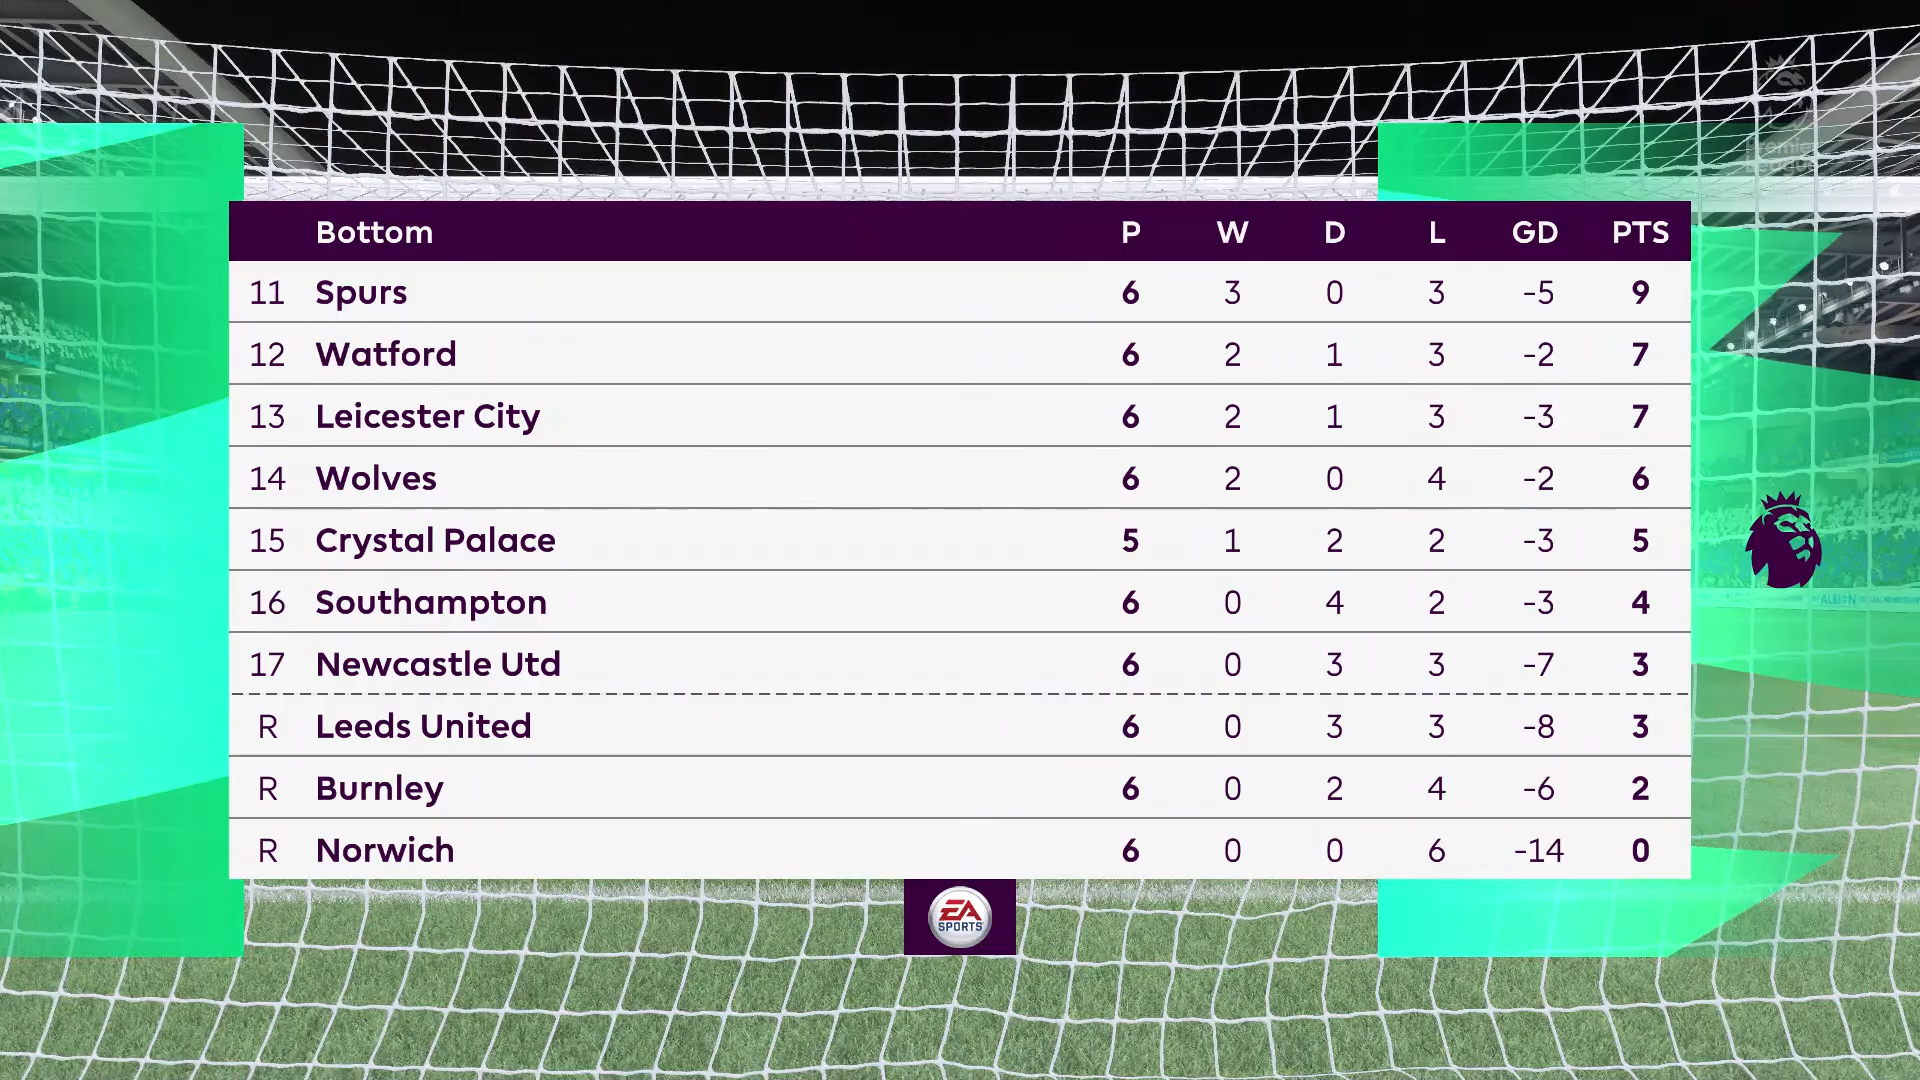 Bottom P W D L GD PTS
11 Spurs 6 3 0 3 -5 9
12 Watford 6 2 1 3 -2 7
13 Leicester City 6 2 1 3 -3 7
14 Wolves 6 2 0 4 -2 6
15 Crystal Palace 5 1 2 2 -3 5
16 Southampton 6 0 4 2 -3 4
17 Newcastle Utd 6 0 3 3 -7 3
R Leeds United 6 0 3 3 -8 3
R Burnley 6 0 2 4 -6 2
R Norwich 6 0 0 6 -14 0
EA
SPORTS
Premier
League
ALBION